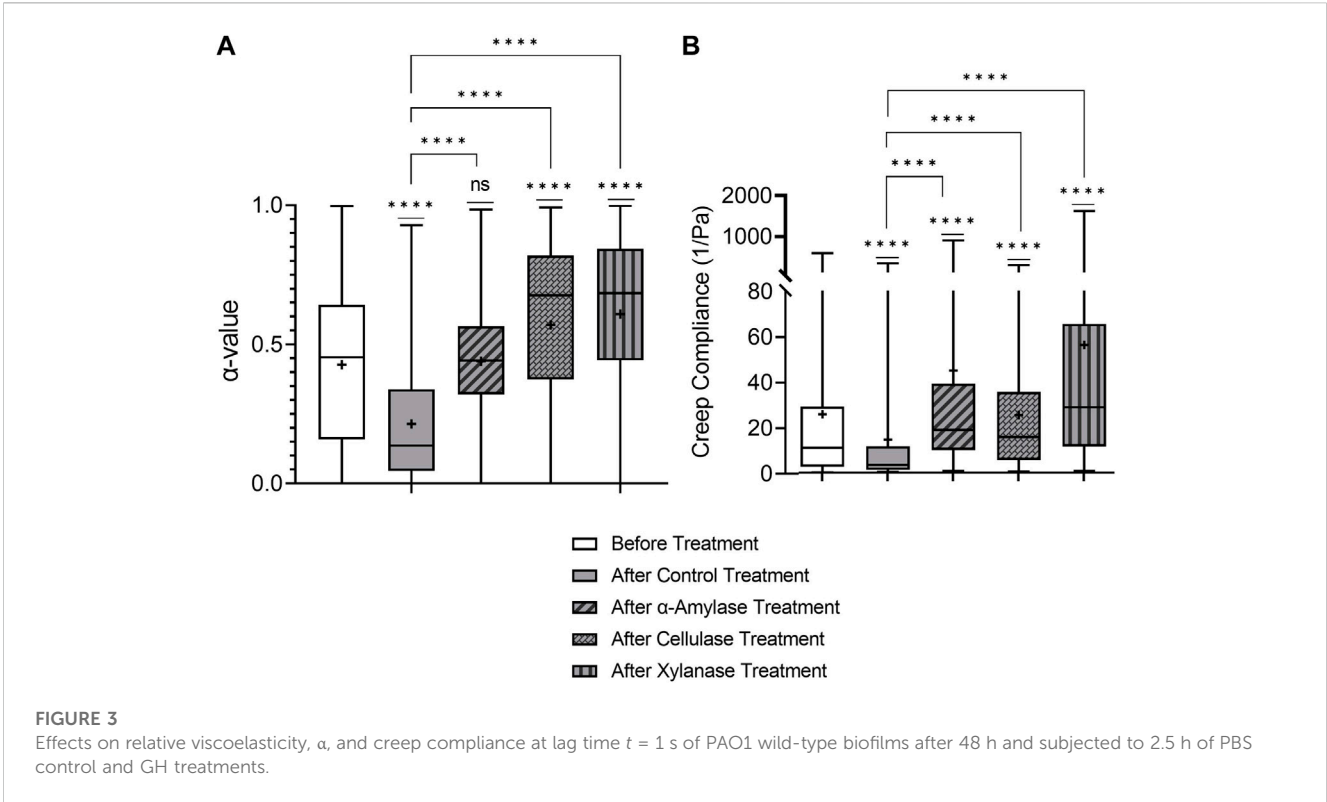 A
B
****
****
****
****
****
****
ns
****
****
****
****
****
****
****
1.0
0.5
0.0
α-value
2000
1000
80
60
40
20
0
Creep Compliance (1/Pa)
Before Treatment
After Control Treatment
After α-Amylase Treatment
After Cellulase Treatment
After Xylanase Treatment
FIGURE 3
Effects on relative viscoelasticity, α, and creep compliance at lag time t = 1 s of PAO1 wild-type biofilms after 48 h and subjected to 2.5 h of PBS
control and GH treatments.